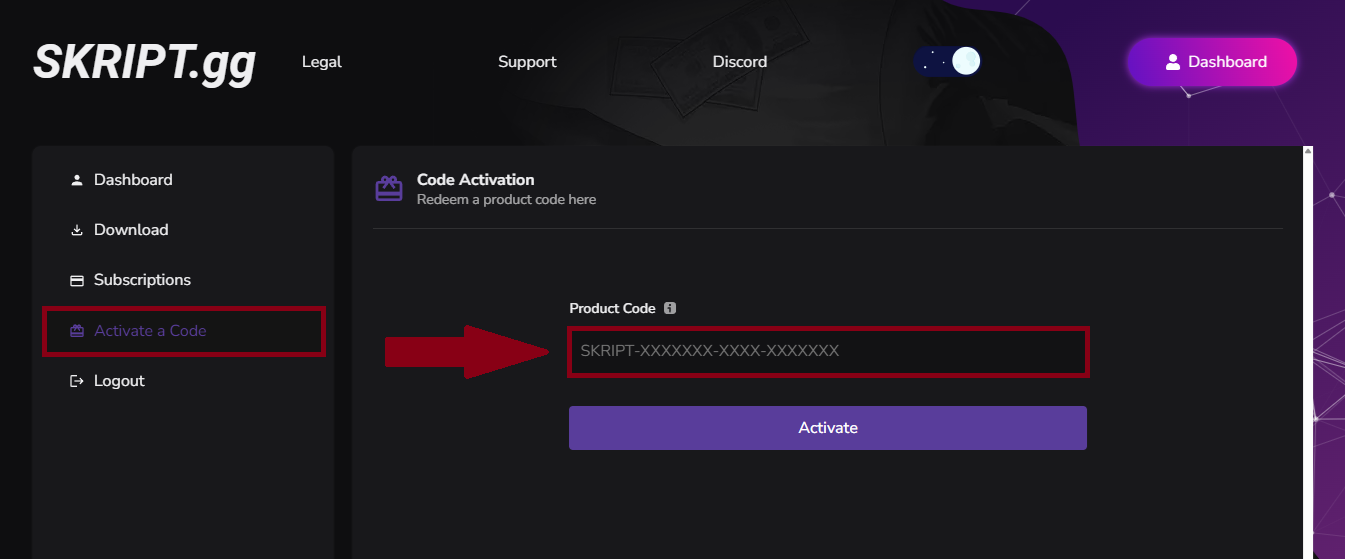 SKRIPT.gg Legal Support Discord Dashboard
Dashboard
Download
Subscriptions
Activate a Code
Logout
Code Activation
Redeem a product code here
Product Code
SKRIPT-XXXXXXX-XXXX-XXXXXXX
Activate